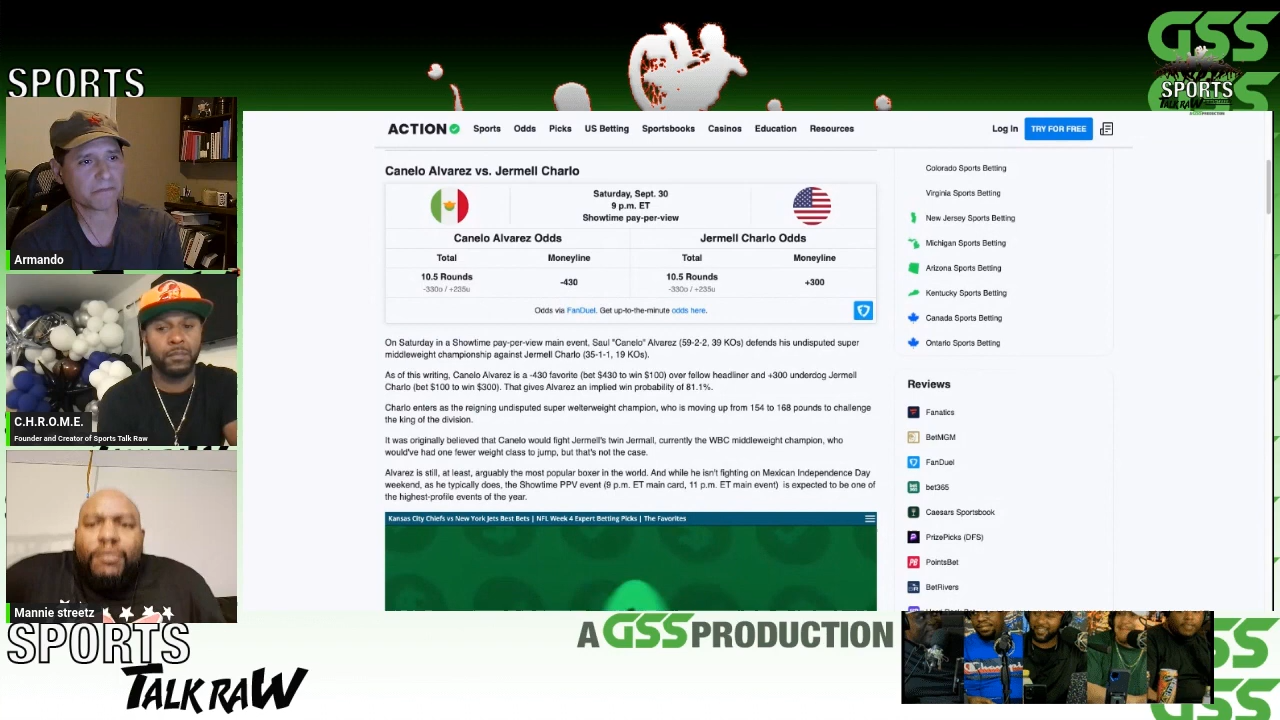 GSS
SPORTS
SPORTS
TALK RAW
Armando
C.H.R.O.M.E.
Founder and Creator of Sports Talk Raw
Mannie streetz
ACTION
Sports
Odds
Picks
US Betting
Sportsbooks
Casinos
Education
Resources
Log In
TRY FOR FREE
Canelo Alvarez vs. Jermell Charlo
Saturday, Sept. 30
9 p.m. ET
Showtime pay-per-view
Canelo Alvarez Odds
Jermell Charlo Odds
Total
Moneyline
Total
Moneyline
10.5 Rounds
-330o / +235u
-430
10.5 Rounds
-330o / +235u
+300
Odds via FanDuel. Get up-to-the-minute odds here.
On Saturday in a Showtime pay-per-view main event, Saul "Canelo" Alvarez (59-2-2, 39 KOs) defends his undisputed super
middleweight championship against Jermell Charlo (35-1-1, 19 KOs).
As of this writing, Canelo Alvarez is a -430 favorite (bet $430 to win $100) over fellow headliner and +300 underdog Jermell
Charlo (bet $100 to win $300). That gives Alvarez an implied win probability of 81.1%.
Charlo enters as the reigning undisputed super welterweight champion, who is moving up from 154 to 168 pounds to challenge
the king of the division.
It was originally believed that Canelo would fight Jermell's twin Jermall, currently the WBC middleweight champion, who
would've had one fewer weight class to jump, but that's not the case.
Alvarez is still, at least, arguably the most popular boxer in the world. And while he isn't fighting on Mexican Independence Day
weekend, as he typically does, the Showtime PPV event (9 p.m. ET main card, 11 p.m. ET main event) is expected to be one of
the highest-profile events of the year.
Kansas City Chiefs vs New York Jets Best Bets | NFL Week 4 Expert Betting Picks | The Favorites
Colorado Sports Betting
Virginia Sports Betting
New Jersey Sports Betting
Michigan Sports Betting
Arizona Sports Betting
Kentucky Sports Betting
Canada Sports Betting
Ontario Sports Betting
Reviews
Fanatics
BetMGM
FanDuel
bet365
Caesars Sportsbook
PrizePicks (DFS)
PointsBet
BetRivers
SPORTS
TALK RAW
A GSS PRODUCTION